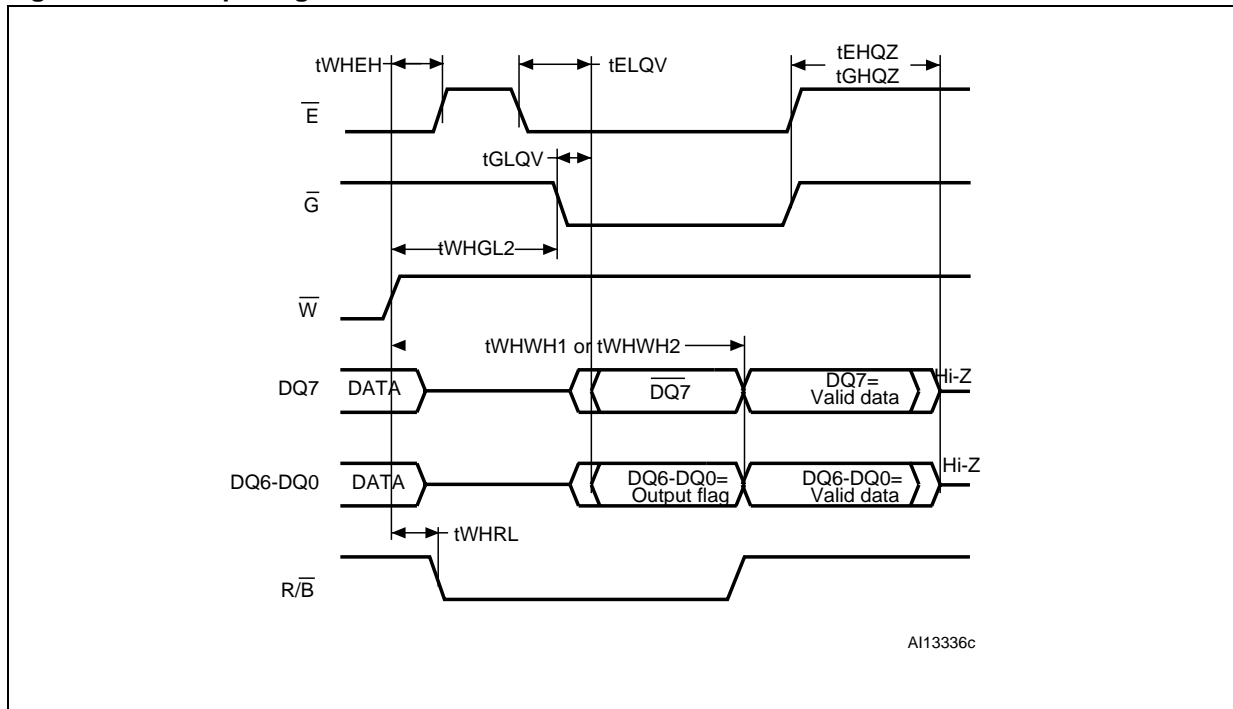 tEHQZ
tWHEH
tELQV
tGHQZ
E̅
tGLQV
G̅
tWHGL2
W̅
tWHWH1 or tWHWH2
DQ7
DATA
D̅Q̅7̅
DQ7=
Valid data
Hi-Z
DQ6-DQ0
DATA
DQ6-DQ0=
Output flag
DQ6-DQ0=
Valid data
Hi-Z
tWHRL
R/B̅
AI13336c